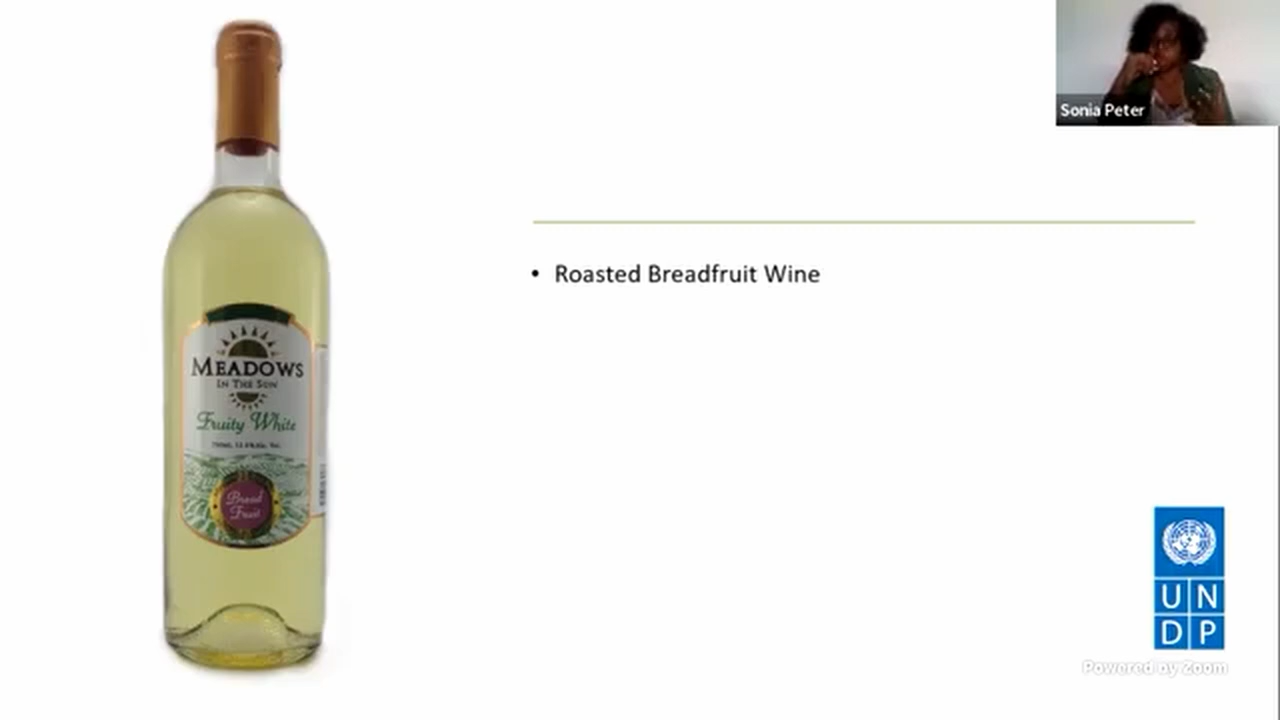 Sonia Peter
• Roasted Breadfruit Wine
MEADOWS
IN THE SUN
Fruity White
Bread
Fruit
U N
D P
Powered by Zoom